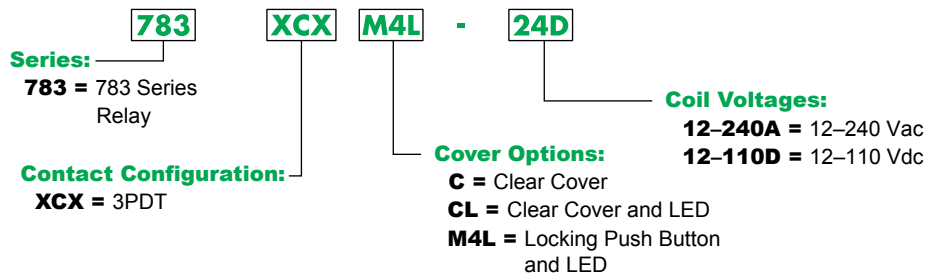 783 XCX M4L - 24D
Series:
783 = 783 Series
Relay
Contact Configuration:
XCX = 3PDT
Cover Options:
C = Clear Cover
CL = Clear Cover and LED
M4L = Locking Push Button
and LED
Coil Voltages:
12–240A = 12–240 Vac
12–110D = 12–110 Vdc